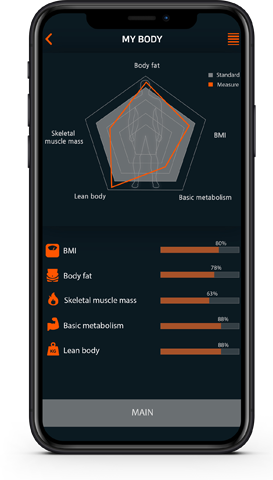 MY BODY
Body fat
Standard
Measure
Skeletal
muscle mass
BMI
Lean body
Basic metabolism
BMI
80%
Body fat
78%
Skeletal muscle mass
63%
Basic metabolism
88%
KG
Lean body
88%
MAIN